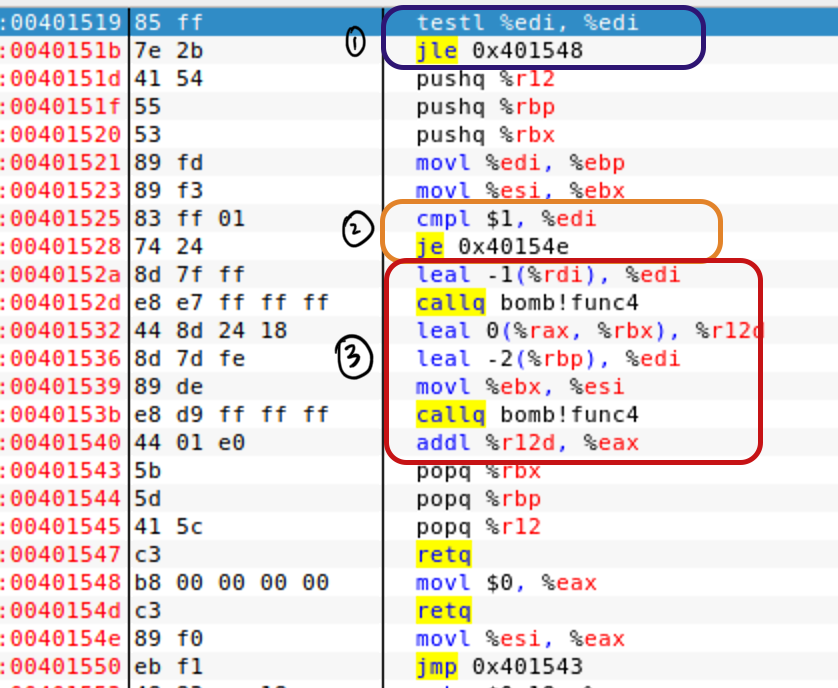 :00401519 85 ff testl %edi, %edi
① :0040151b 7e 2b jle 0x401548
:0040151d 41 54 pushq %r12
:0040151f 55 pushq %rbp
:00401520 53 pushq %rbx
:00401521 89 fd movl %edi, %ebp
:00401523 89 f3 movl %esi, %ebx
② :00401525 83 ff 01 cmpl $1, %edi
:00401528 74 24 je 0x40154e
:0040152a 8d 7f ff leal -1(%rdi), %edi
:0040152d e8 e7 ff ff ff callq bomb!func4
:00401532 44 8d 24 18 leal 0(%rax, %rbx), %r12d
③ :00401536 8d 7d fe leal -2(%rbp), %edi
:00401539 89 de movl %ebx, %esi
:0040153b e8 d9 ff ff ff callq bomb!func4
:00401540 44 01 e0 addl %r12d, %eax
:00401543 5b popq %rbx
:00401544 5d popq %rbp
:00401545 41 5c popq %r12
:00401547 c3 retq
:00401548 b8 00 00 00 00 movl $0, %eax
:0040154d c3 retq
:0040154e 89 f0 movl %esi, %eax
:00401550 eb f1 jmp 0x401543